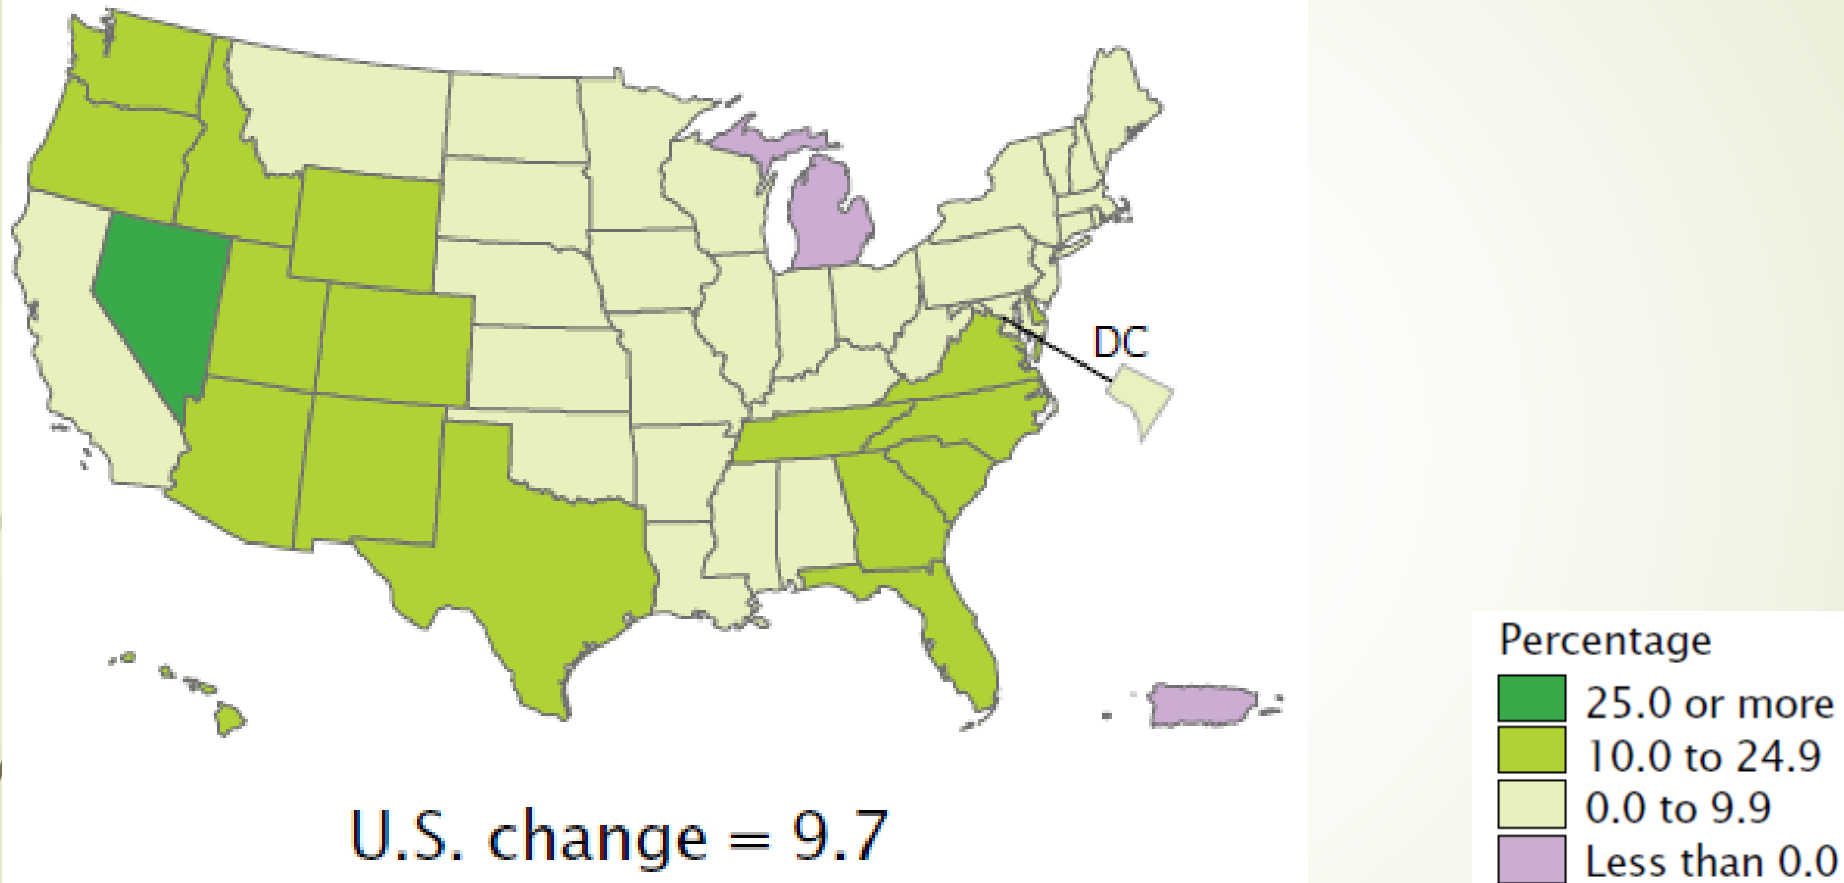 DC
U.S. change = 9.7
Percentage
25.0 or more
10.0 to 24.9
0.0 to 9.9
Less than 0.0